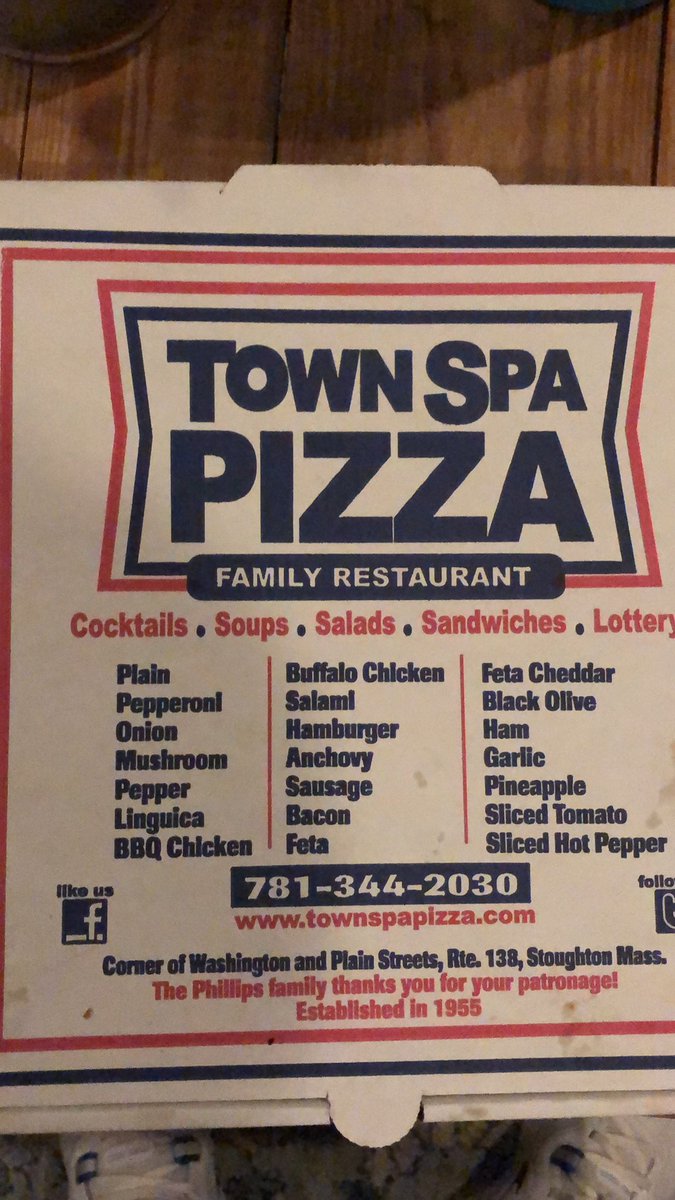 TOWN SPA
PIZZA
FAMILY RESTAURANT
Cocktails . Soups . Salads . Sandwiches . Lottery
Plain
Pepperoni
Onion
Mushroom
Pepper
Linguica
BBQ Chicken
Buffalo Chicken
Salami
Hamburger
Anchovy
Sausage
Bacon
Feta
Feta Cheddar
Black Olive
Ham
Garlic
Pineapple
Sliced Tomato
Sliced Hot Pepper
781-344-2030
www.townspapizza.com
like us
f
follo
Corner of Washington and Plain Streets, Rte. 138, Stoughton Mass.
The Phillips family thanks you for your patronage!
Established in 1955